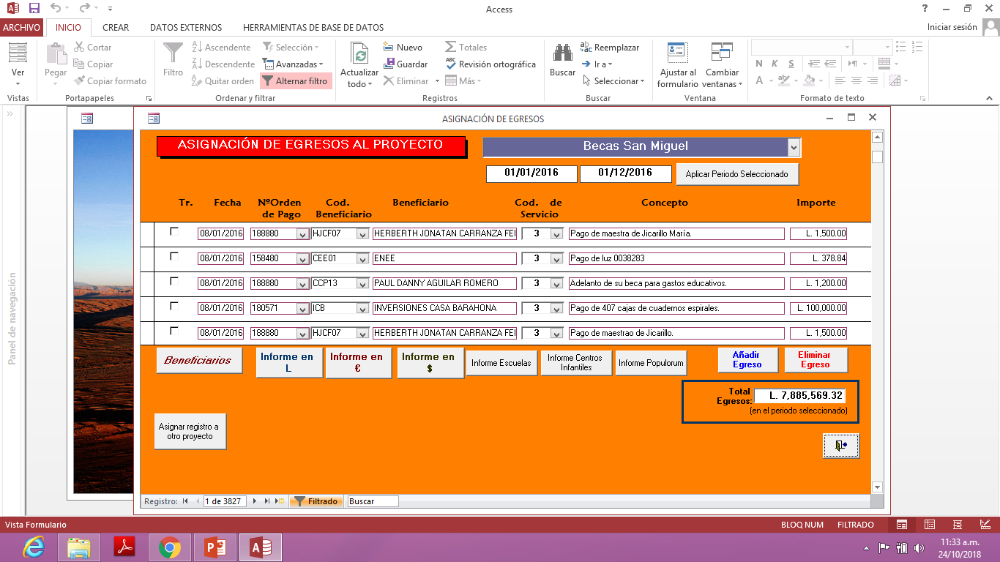 Access
ARCHIVO INICIO CREAR DATOS EXTERNOS HERRAMIENTAS DE BASE DE DATOS Iniciar sesión
Ver
Vistas
Pegar
Cortar
Copiar
Copiar formato
Portapapeles
Filtro
Ascendente
Descendente
Quitar orden
Selección
Avanzadas
Alternar filtro
Ordenar y filtrar
Actualizar todo
Nuevo
Guardar
Eliminar
Totales
Revisión ortográfica
Más
Registros
Buscar
Reemplazar
Ir a
Seleccionar
Buscar
Ajustar al formulario
Cambiar ventanas
Ventana
N K S
A
Formato de texto
Panel de navegación
ASIGNACIÓN DE EGRESOS
ASIGNACIÓN DE EGRESOS AL PROYECTO Becas San Miguel
01/01/2016 01/12/2016 Aplicar Periodo Seleccionado
Tr. Fecha NºOrden de Pago Cod. Beneficiario Beneficiario Cod. de Servicio Concepto Importe
08/01/2016 188880 HJCF07 HERBERTH JONATAN CARRANZA FEI 3 Pago de maestra de Jicarillo María. L. 1,500.00
08/01/2016 158480 CEE01 ENEE 3 Pago de luz 0038283 L. 378.84
08/01/2016 188880 CCP13 PAUL DANNY AGUILAR ROMERO 3 Adelanto de su beca para gastos educativos. L. 1,200.00
08/01/2016 180571 ICB INVERSIONES CASA BARAHONA 3 Pago de 407 cajas de cuadernos espirales. L. 100,000.00
08/01/2016 188880 HJCF07 HERBERTH JONATAN CARRANZA FEI 3 Pago de maestrao de Jicarillo. L. 1,500.00
Beneficiarios
Informe en L
Informe en €
Informe en $
Informe Escuelas
Informe Centros Infantiles
Informe Populorum
Añadir Egreso
Eliminar Egreso
Total Egresos: L. 7,885,569.32
(en el periodo seleccionado)
Asignar registro a otro proyecto
Registro: 1 de 3827 Filtrado Buscar
Vista Formulario BLOQ NUM FILTRADO
11:33 a.m.
24/10/2018